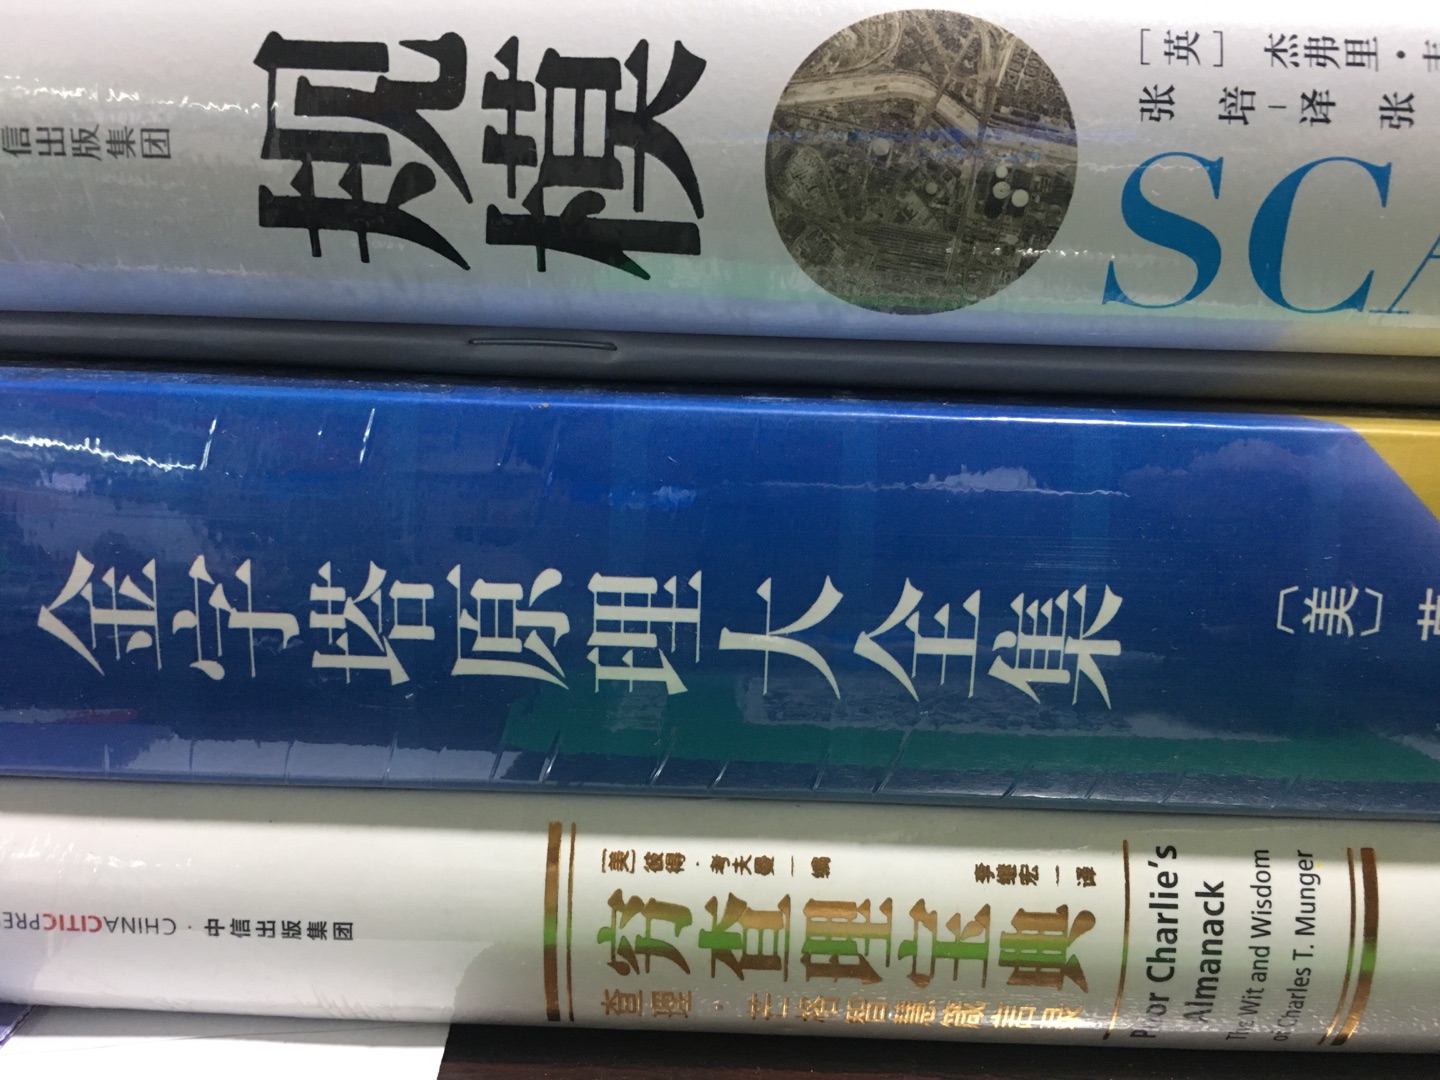 信出版集团
规模
[英]杰弗里·
张培|译 张
SCA
金字塔原理大全集
〔美〕
CHINACITICPRE
中信出版集团
[美]彼得·考夫曼|编
李继宏|译
穷查理宝典
查理·芒格智慧箴言录
Poor Charlie's
Almanack
The Wit and Wisdom
of Charles T. Munger